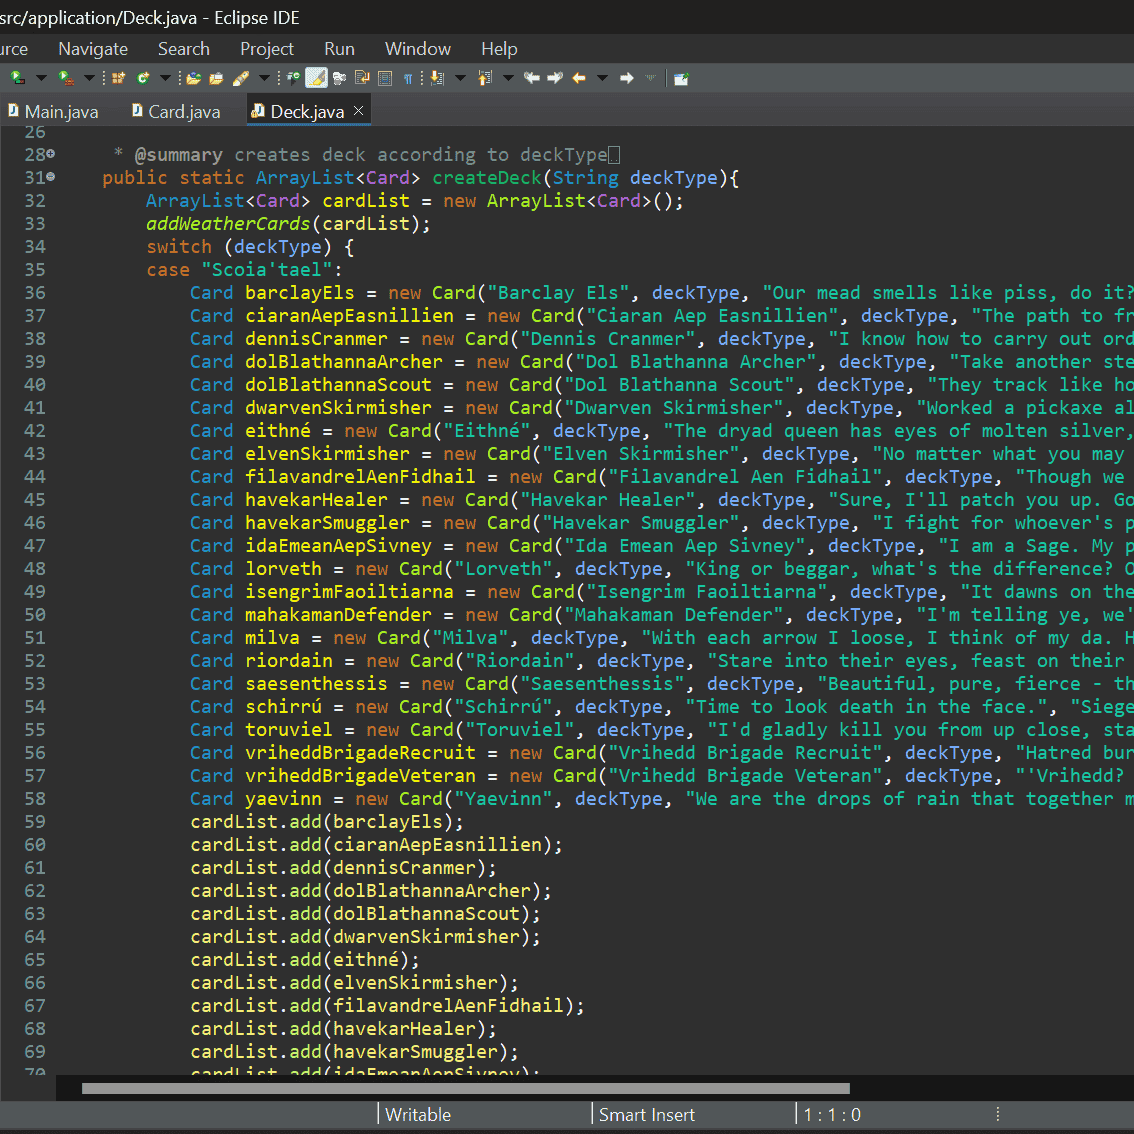 src/application/Deck.java - Eclipse IDE
urce Navigate Search Project Run Window Help
Main.java Card.java Deck.java
26
28 * @summary creates deck according to deckType
31 public static ArrayList<Card> createDeck(String deckType){
32 ArrayList<Card> cardList = new ArrayList<Card>();
33 addWeatherCards(cardList);
34 switch (deckType) {
35 case "Scoia'tael":
36 Card barclayEls = new Card("Barclay Els", deckType, "Our mead smells like piss, do it?
37 Card ciaranAepEasnillien = new Card("Ciaran Aep Easnillien", deckType, "The path to fr
38 Card dennisCranmer = new Card("Dennis Cranmer", deckType, "I know how to carry out ord
39 Card dolBlathannaArcher = new Card("Dol Blathanna Archer", deckType, "Take another ste
40 Card dolBlathannaScout = new Card("Dol Blathanna Scout", deckType, "They track like ho
41 Card dwarvenSkirmisher = new Card("Dwarven Skirmisher", deckType, "Worked a pickaxe al
42 Card eithné = new Card("Eithné", deckType, "The dryad queen has eyes of molten silver,
43 Card elvenSkirmisher = new Card("Elven Skirmisher", deckType, "No matter what you may
44 Card filavandrelAenFidhail = new Card("Filavandrel Aen Fidhail", deckType, "Though we
45 Card havekarHealer = new Card("Havekar Healer", deckType, "Sure, I'll patch you up. Go
46 Card havekarSmuggler = new Card("Havekar Smuggler", deckType, "I fight for whoever's p
47 Card idaEmeanAepSivney = new Card("Ida Emean Aep Sivney", deckType, "I am a Sage. My p
48 Card lorveth = new Card("Lorveth", deckType, "King or beggar, what's the difference? O
49 Card isengrimFaoiltiarna = new Card("Isengrim Faoiltiarna", deckType, "It dawns on the
50 Card mahakamanDefender = new Card("Mahakaman Defender", deckType, "I'm telling ye, we'
51 Card milva = new Card("Milva", deckType, "With each arrow I loose, I think of my da. H
52 Card riordain = new Card("Riordain", deckType, "Stare into their eyes, feast on their
53 Card saesenthessis = new Card("Saesenthessis", deckType, "Beautiful, pure, fierce - th
54 Card schirrú = new Card("Schirrú", deckType, "Time to look death in the face.", "Siege
55 Card toruviel = new Card("Toruviel", deckType, "I'd gladly kill you from up close, sta
56 Card vriheddBrigadeRecruit = new Card("Vrihedd Brigade Recruit", deckType, "Hatred bur
57 Card vriheddBrigadeVeteran = new Card("Vrihedd Brigade Veteran", deckType, "'Vrihedd?
58 Card yaevinn = new Card("Yaevinn", deckType, "We are the drops of rain that together m
59 cardList.add(barclayEls);
60 cardList.add(ciaranAepEasnillien);
61 cardList.add(dennisCranmer);
62 cardList.add(dolBlathannaArcher);
63 cardList.add(dolBlathannaScout);
64 cardList.add(dwarvenSkirmisher);
65 cardList.add(eithné);
66 cardList.add(elvenSkirmisher);
67 cardList.add(filavandrelAenFidhail);
68 cardList.add(havekarHealer);
69 cardList.add(havekarSmuggler);
70 cardList.add(idaEmeanAepSivney);
Writable Smart Insert 1 : 1 : 0